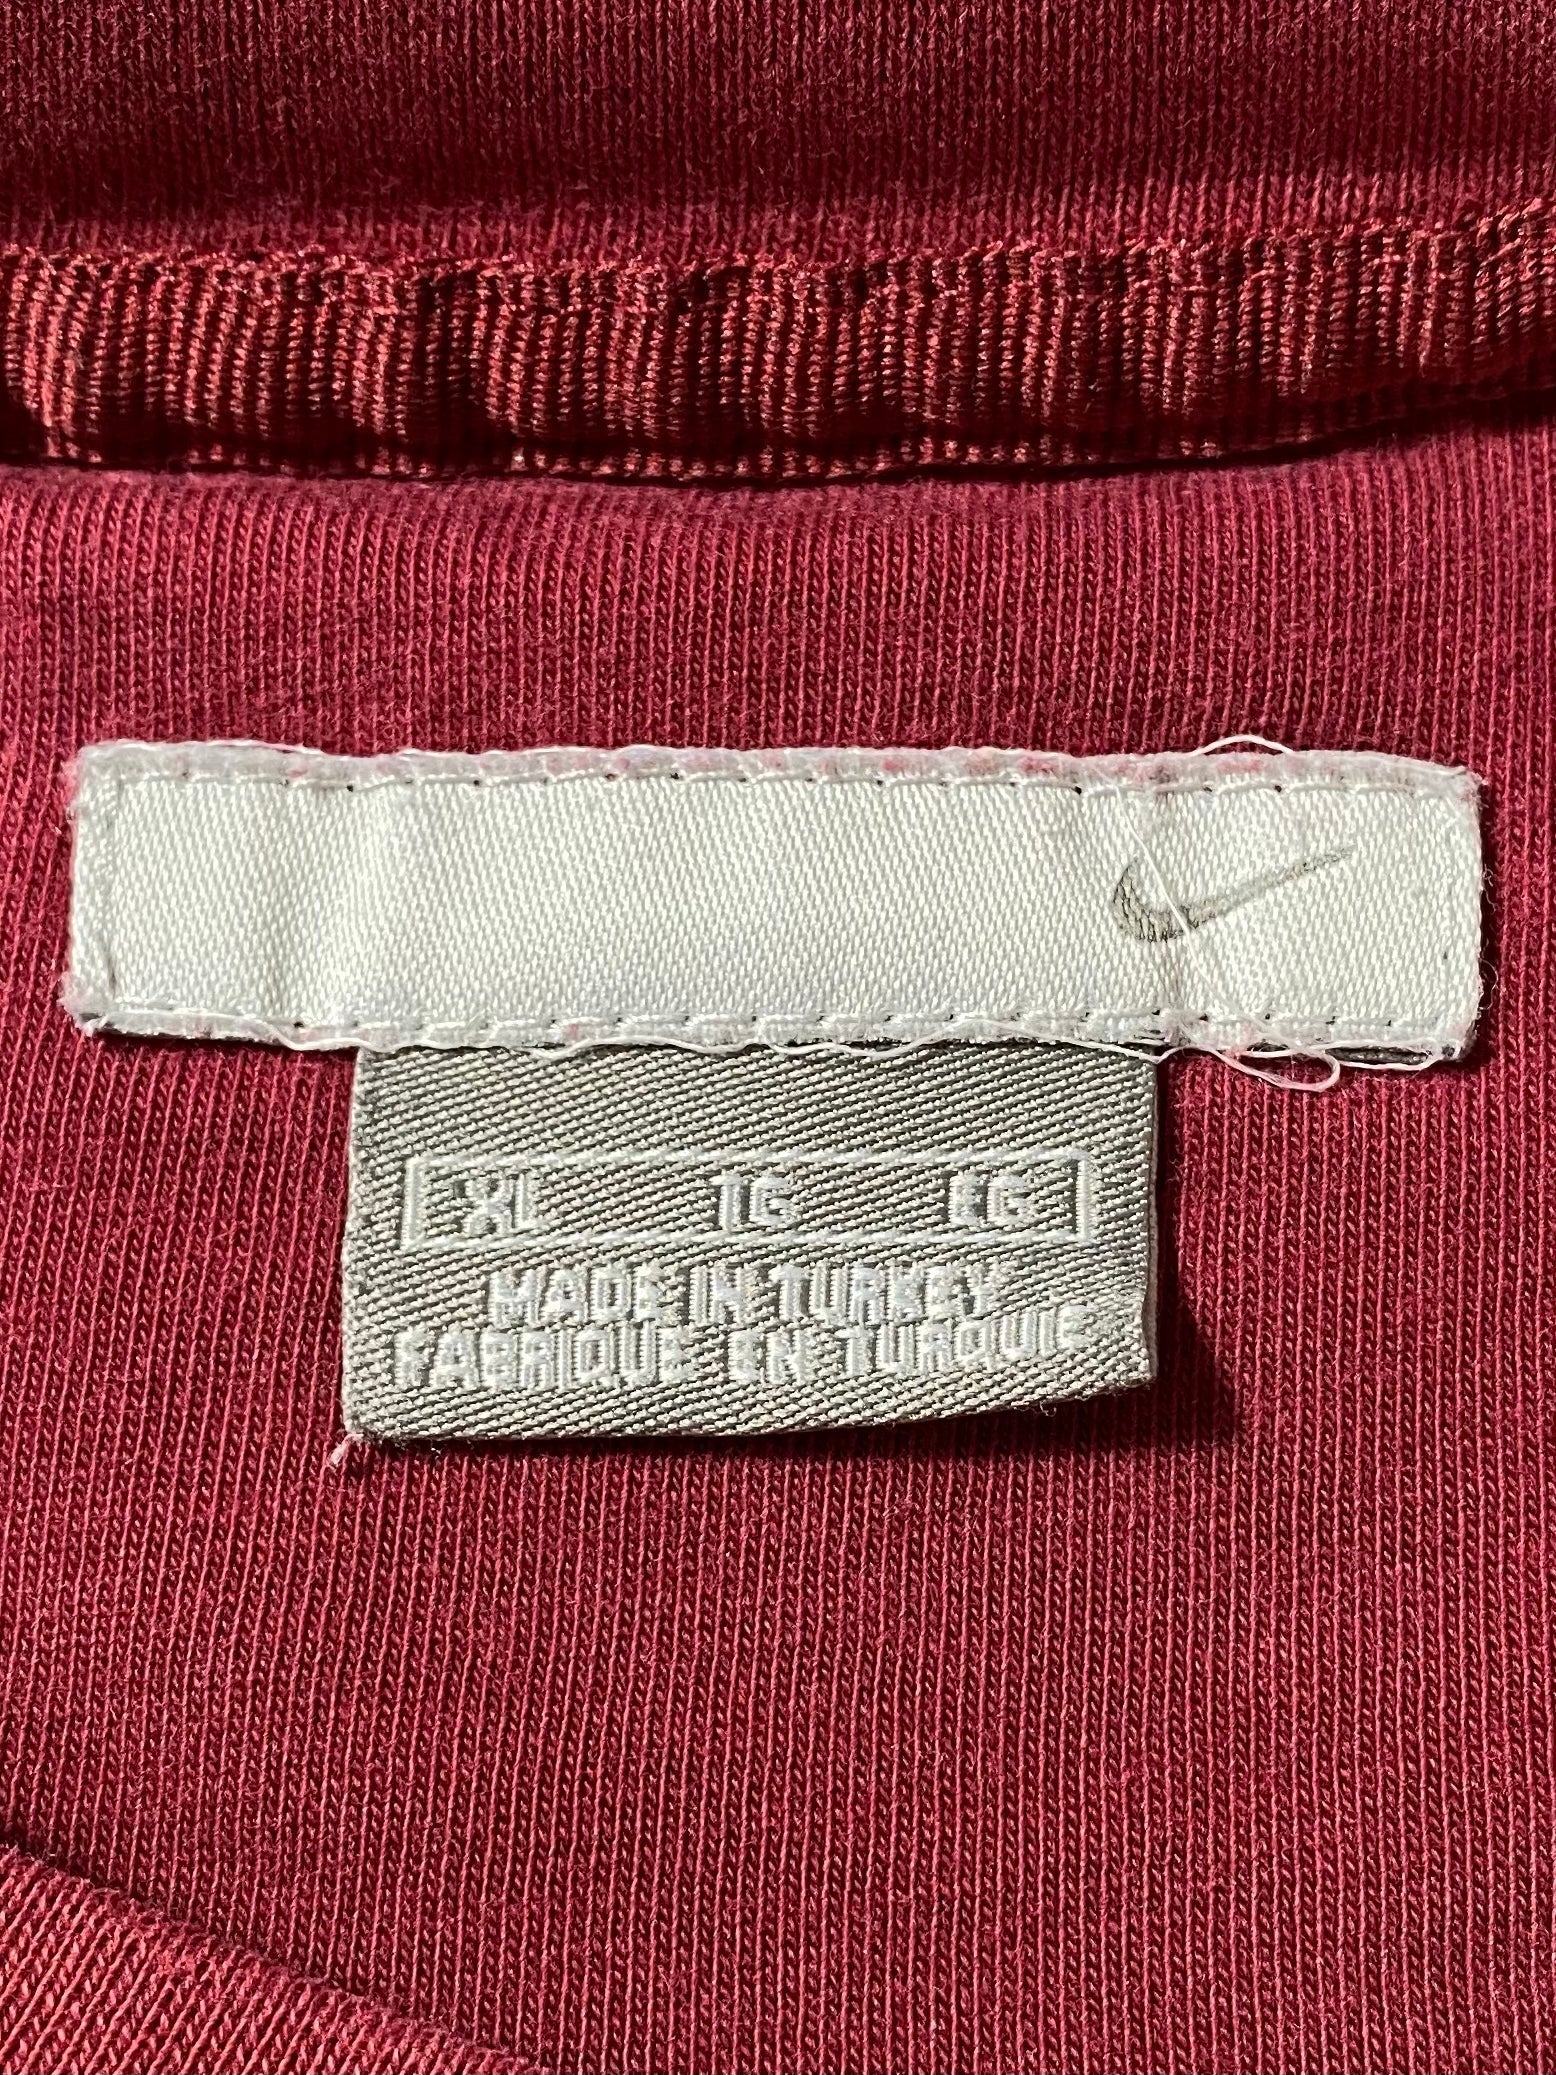 XL TG EG
MADE IN TURKEY
FABRIQUE EN TURQUIE